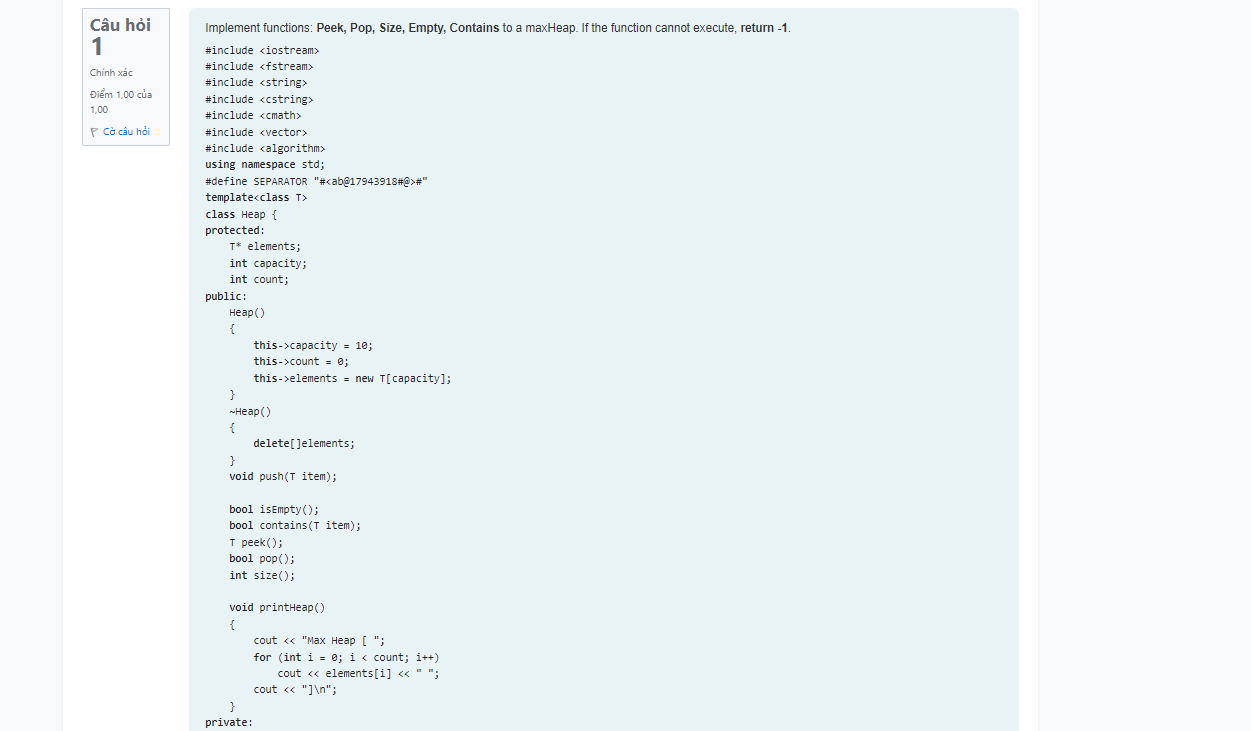 Câu hỏi
1
Chính xác
Điểm 1,00 của
1,00
Cờ câu hỏi
Implement functions: Peek, Pop, Size, Empty, Contains to a maxHeap. If the function cannot execute, return -1.
#include <iostream>
#include <fstream>
#include <string>
#include <cstring>
#include <cmath>
#include <vector>
#include <algorithm>
using namespace std;
#define SEPARATOR "#<ab@17943918#@>#"
template<class T>
class Heap {
protected:
    T* elements;
    int capacity;
    int count;
public:
    Heap()
    {
        this->capacity = 10;
        this->count = 0;
        this->elements = new T[capacity];
    }
    ~Heap()
    {
        delete[]elements;
    }
    void push(T item);
    bool isEmpty();
    bool contains(T item);
    T peek();
    bool pop();
    int size();
    void printHeap()
    {
        cout << "Max Heap [ ";
        for (int i = 0; i < count; i++)
            cout << elements[i] << " ";
        cout << "]\n";
    }
private: